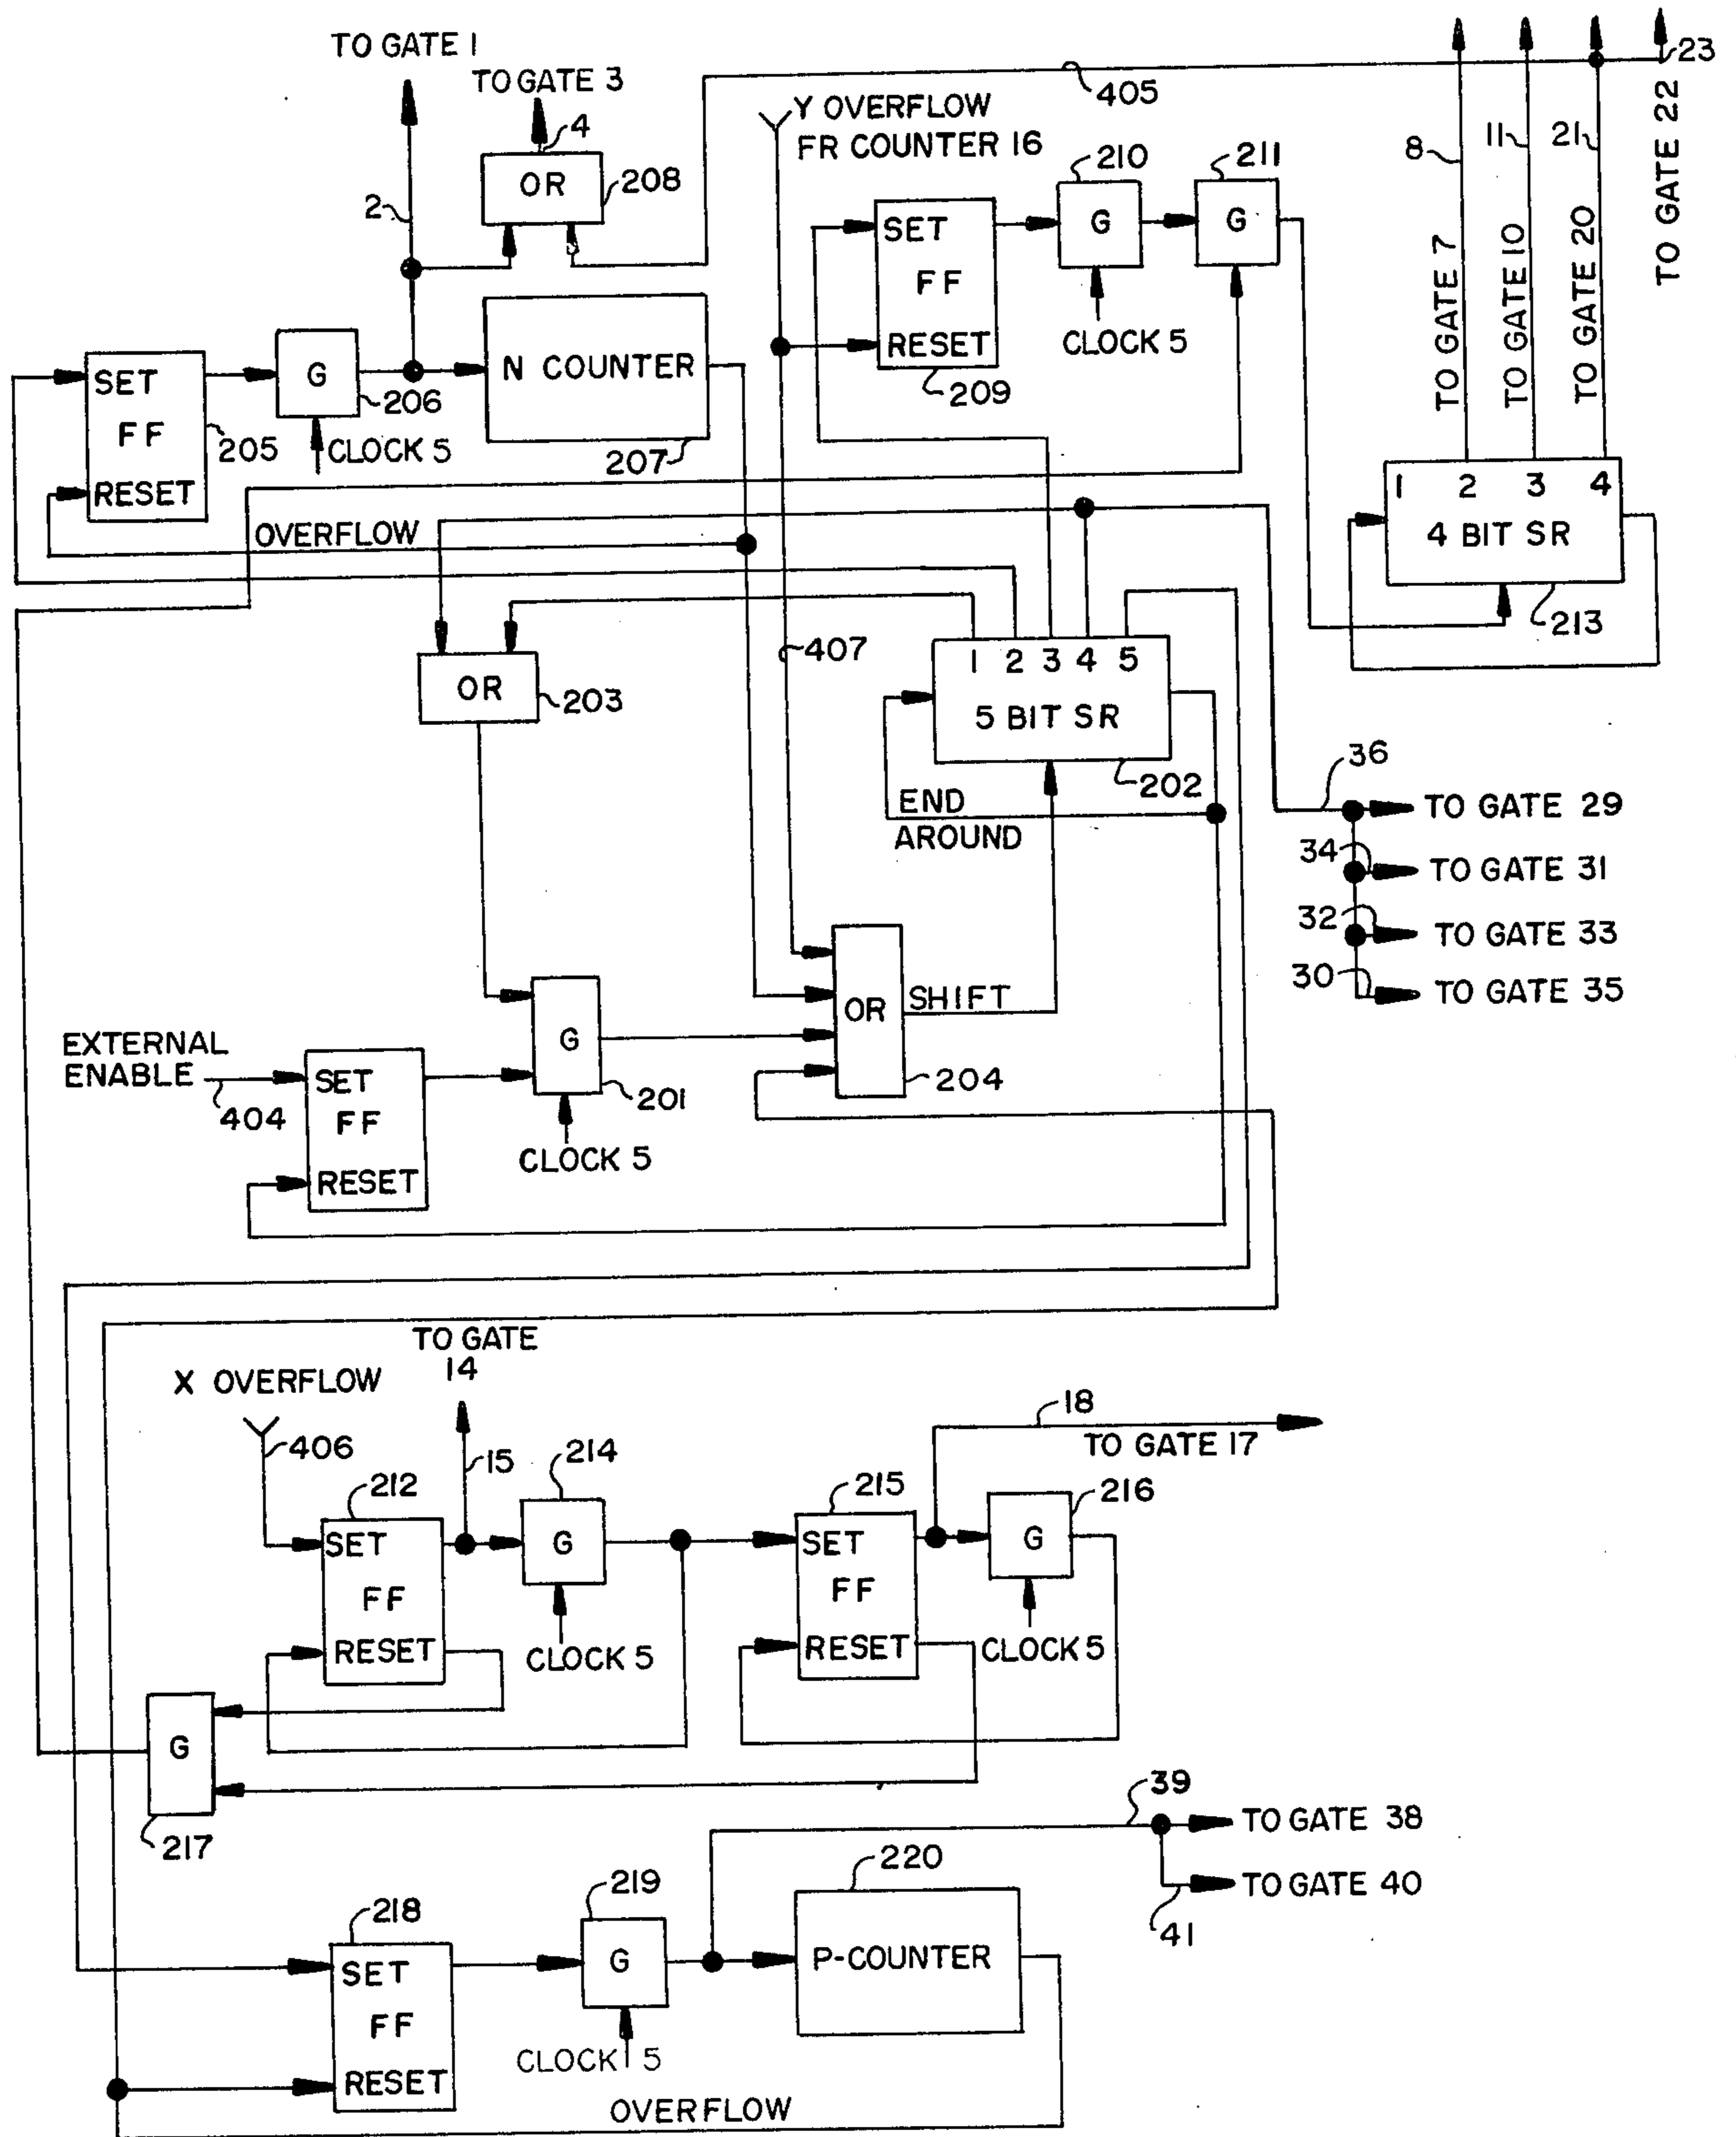 TO GATE 1
TO GATE 3
4
OR
208
2
405
23
Y OVERFLOW
FR COUNTER 16
210
211
8
11
21
TO GATE 22
SET
FF
RESET
209
G
CLOCK 5
G
TO GATE 7
TO GATE 10
TO GATE 20
SET
FF
RESET
205
G
206
CLOCK 5
N COUNTER
207
1 2 3 4
4 BIT SR
213
OVERFLOW
407
OR
203
1 2 3 4 5
5 BIT SR
202
END
AROUND
36
TO GATE 29
34
TO GATE 31
32
TO GATE 33
30
TO GATE 35
EXTERNAL
ENABLE
404
SET
FF
RESET
G
201
CLOCK 5
OR
204
SHIFT
TO GATE
14
X OVERFLOW
406
15
212
SET
FF
RESET
214
G
CLOCK 5
215
SET
FF
RESET
18
TO GATE 17
216
G
CLOCK 5
G
217
39
TO GATE 38
TO GATE 40
41
218
SET
FF
RESET
219
G
CLOCK 5
220
P-COUNTER
OVERFLOW